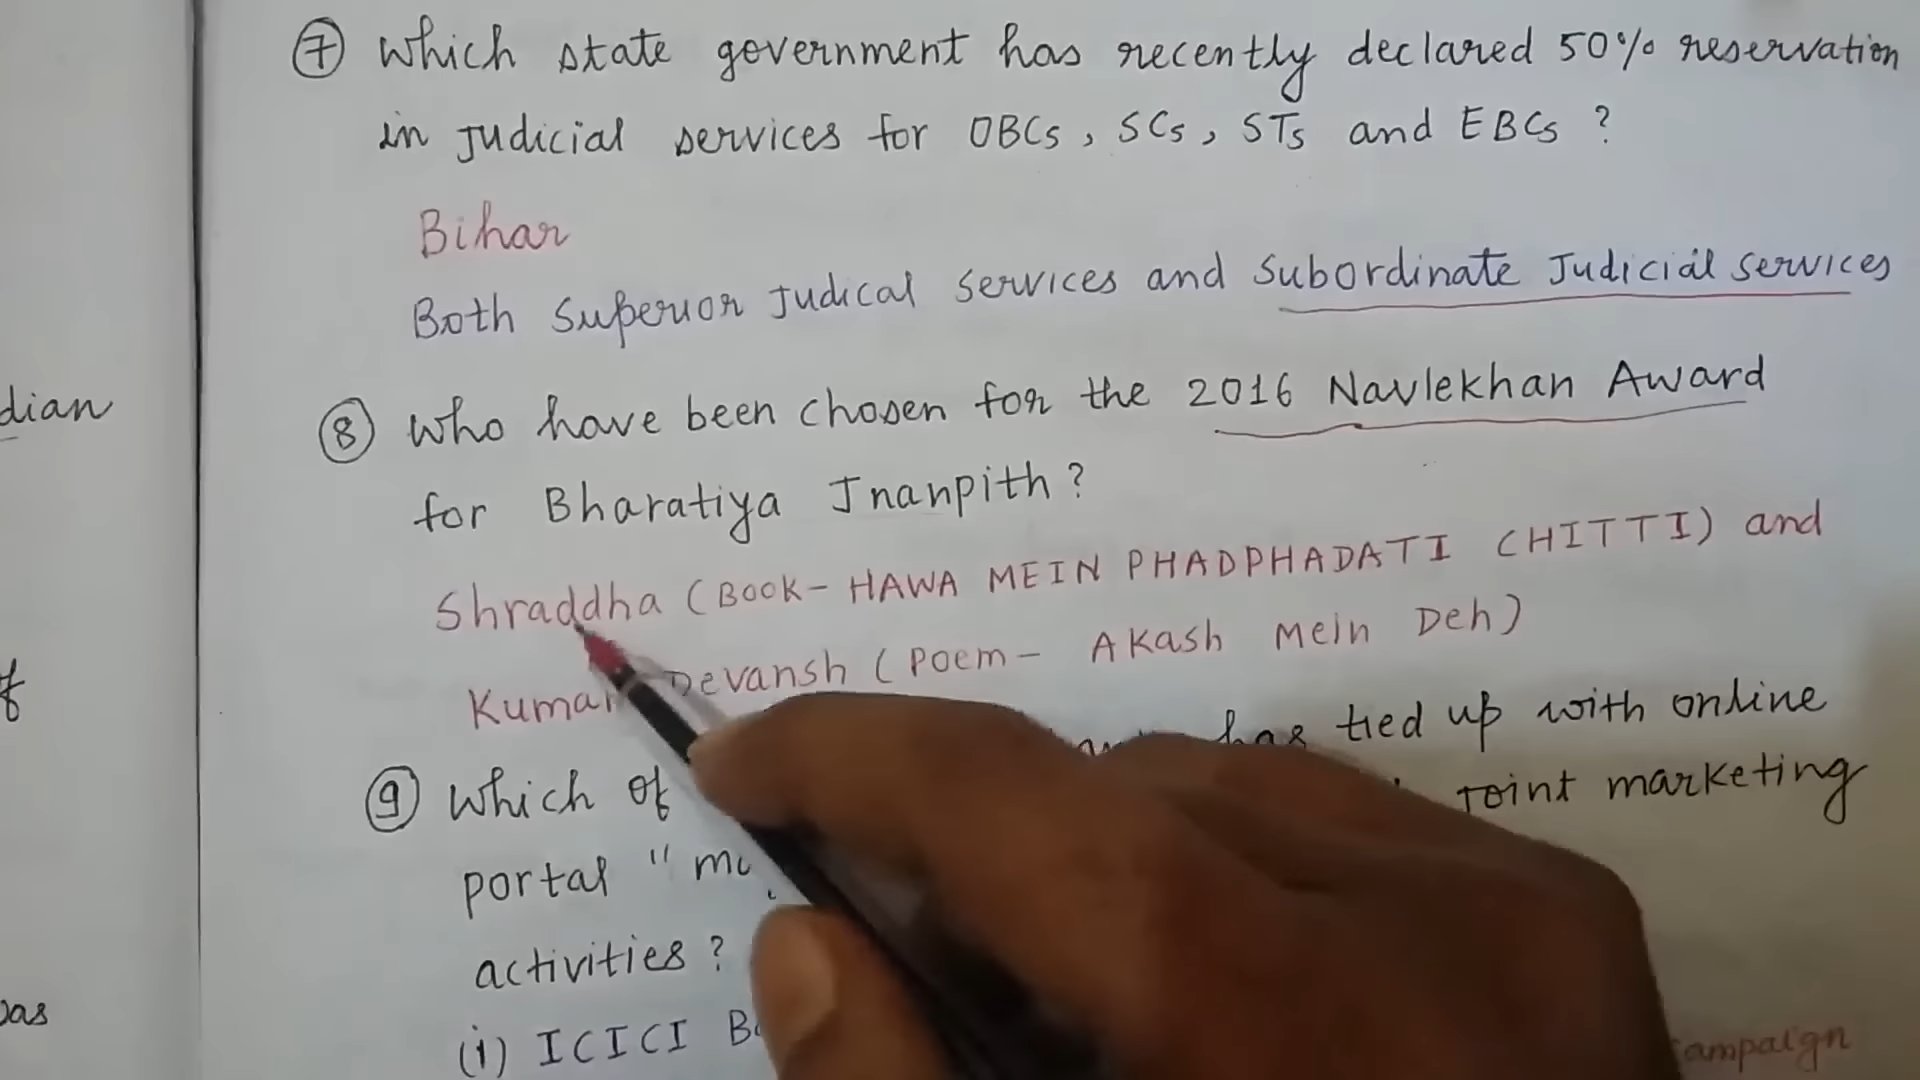 ⑦ Which state government has recently declared 50% reservation
in Judicial services for OBCs, SCs, STs and EBCs ?
Bihar
Both Superior Judical Services and Subordinate Judicial Services
⑧ Who have been chosen for the 2016 Navlekhan Award
for Bharatiya Jnanpith?
Shraddha (BOOK- HAWA MEIN PHADPHADATI CHITTI) and
Kumar Devansh (Poem- AKash Mein Deh)
⑨ Which of has tied up with online
portal " Joint marketing
activities ?
(i) ICICI
campaign
dian